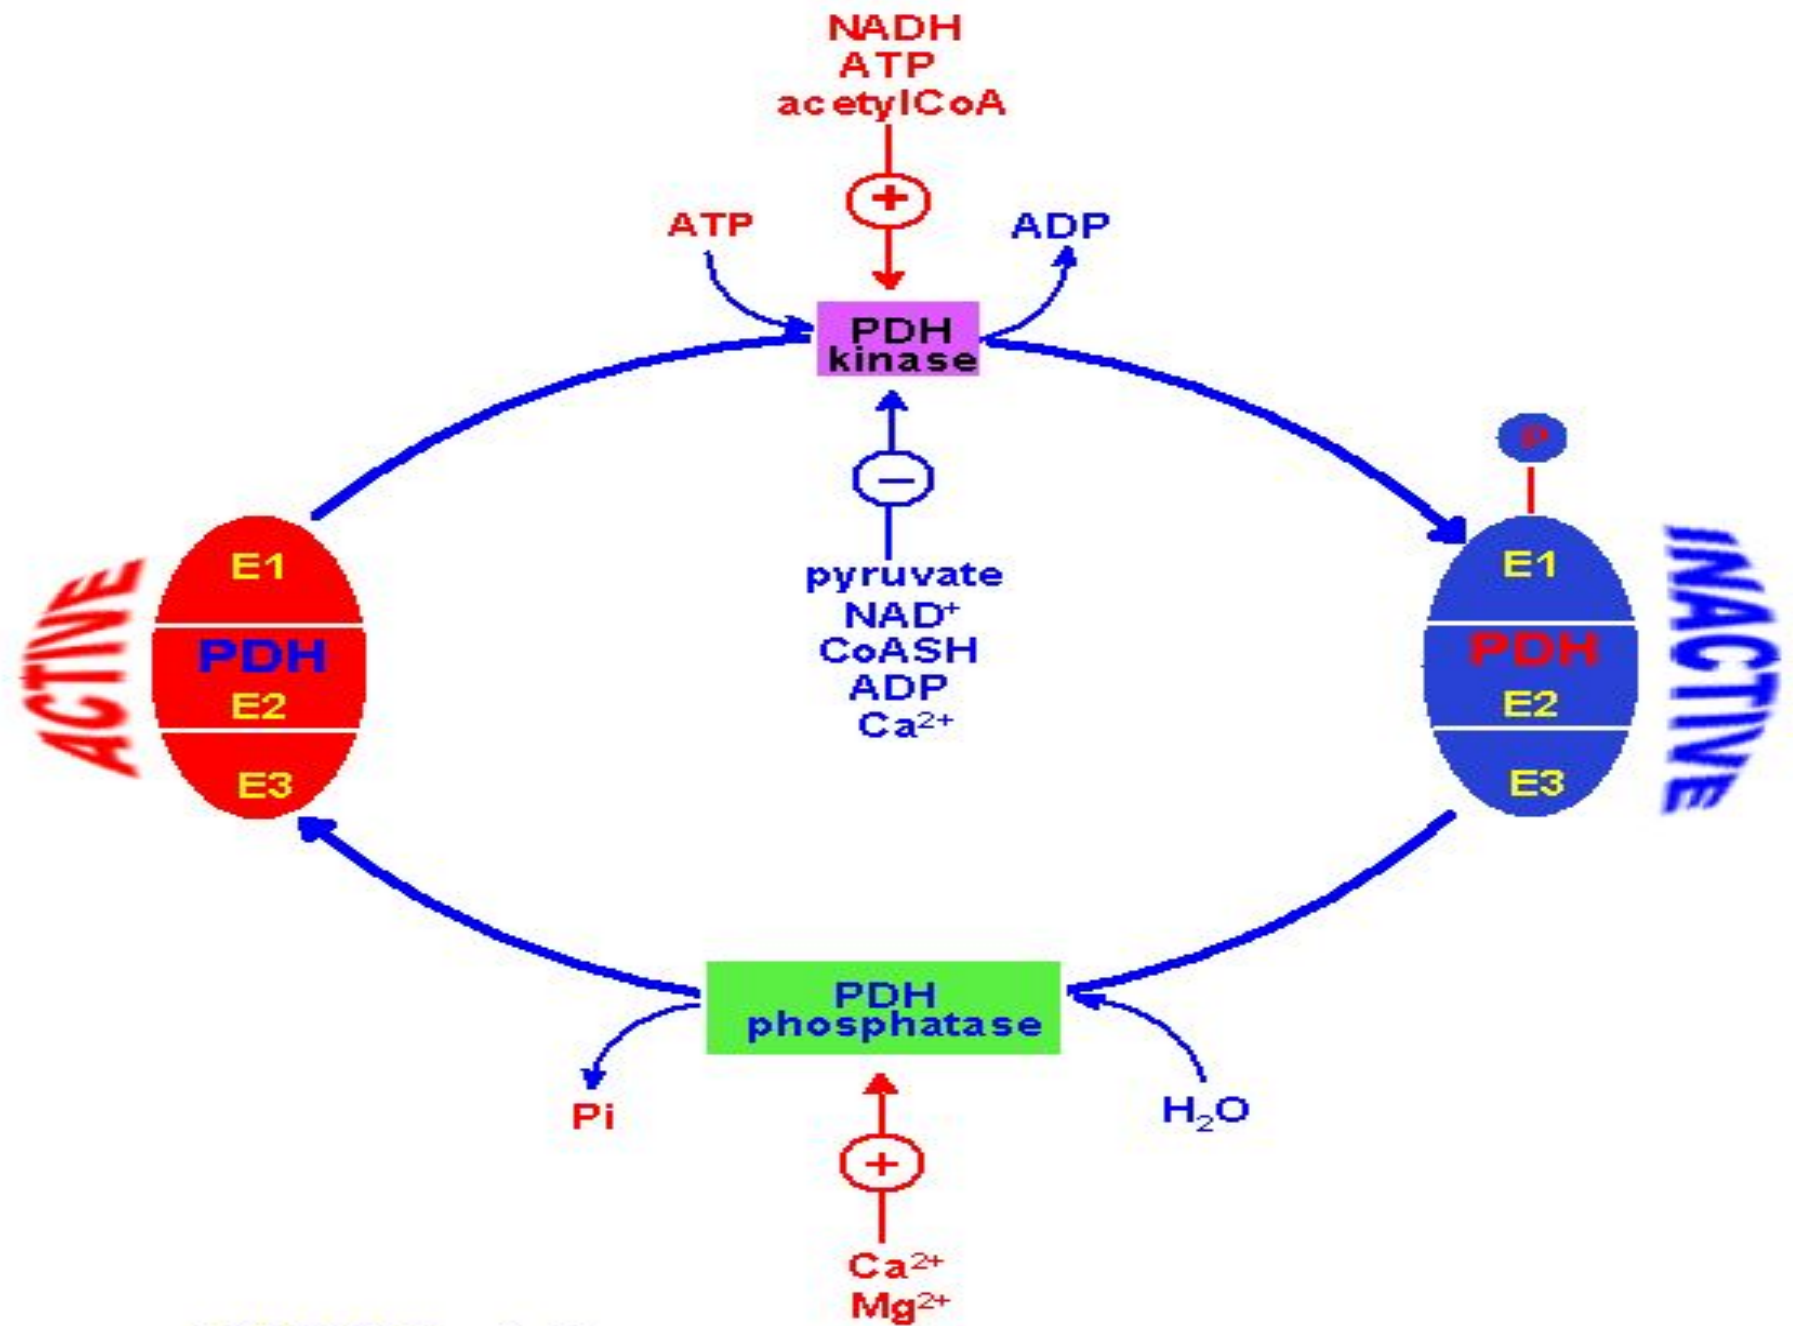 NADH
ATP
acetylCoA
+
ATP
ADP
PDH
kinase
P
−
ACTIVE
E1
PDH
E2
E3
pyruvate
NAD⁺
CoASH
ADP
Ca²⁺
E1
PDH
E2
E3
INACTIVE
PDH
phosphatase
Pi
H₂O
+
Ca²⁺
Mg²⁺